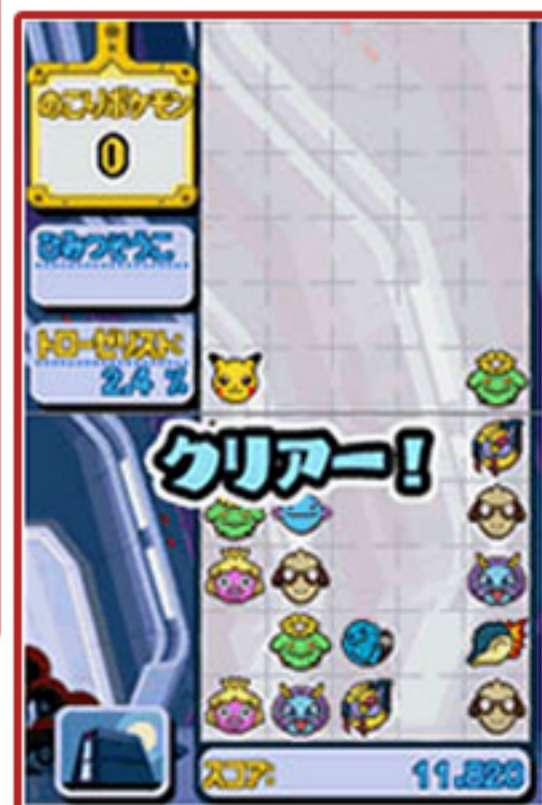 のこりポケモン
0
ひみつそうこ
トローゼリスト:
2.4 %
クリアー!
スコア:
11.820